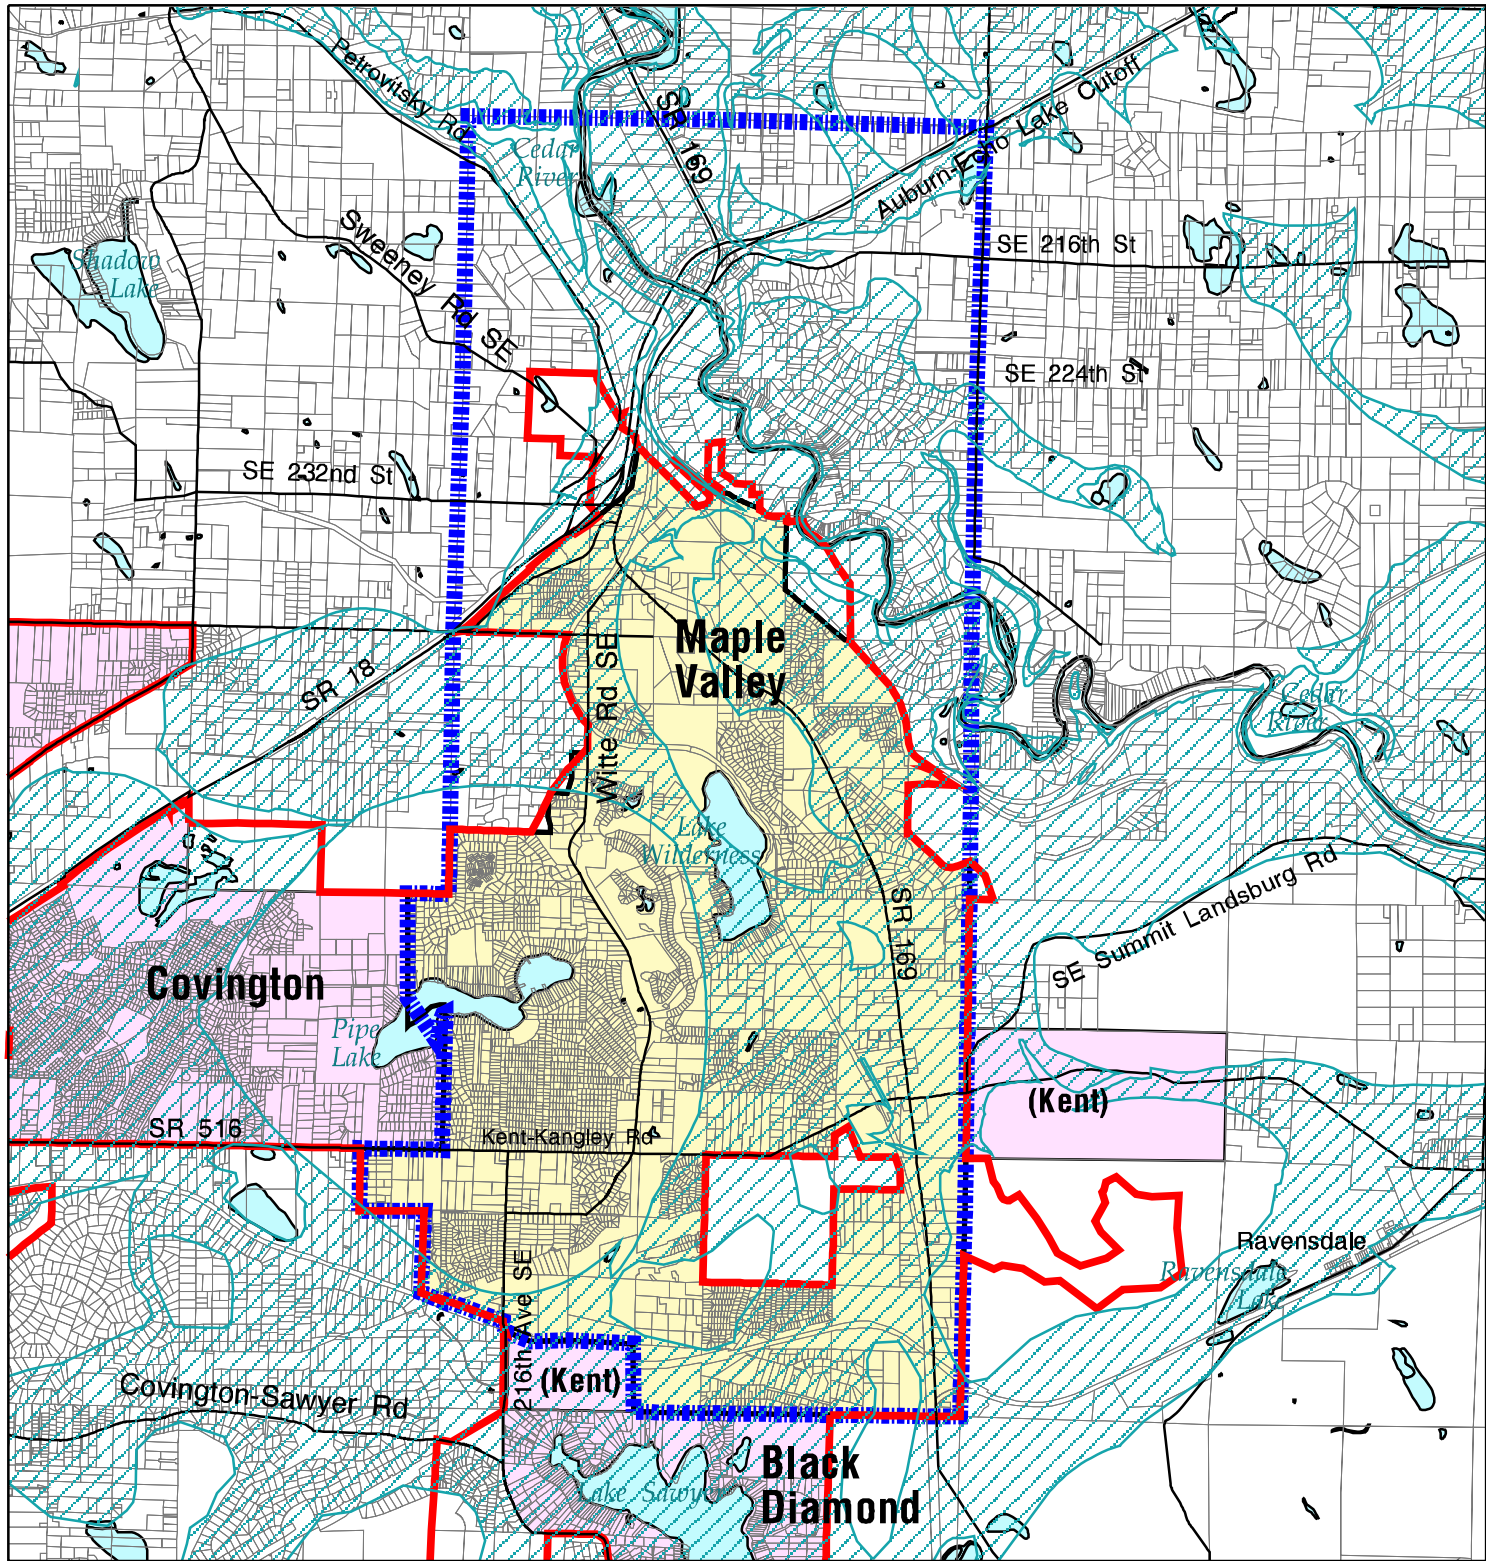 Petrovitsky Rd
SR 169
Auburn-Echo Lake Cutoff
Cedar
River
Sweeney Rd SE
SE 216th St
Shadow
Lake
SE 224th St
SE 232nd St
Maple
Valley
Witte Rd SE
SR 18
Cedar
River
Lake
Wilderness
SR 169
SE Summit Landsburg Rd
Covington
Pipe
Lake
(Kent)
SR 516
Kent-Kangley Rd
Ravensdale
Ravensdale
Lake
216th Ave SE
(Kent)
Covington-Sawyer Rd
Black
Diamond
Lake Sawyer